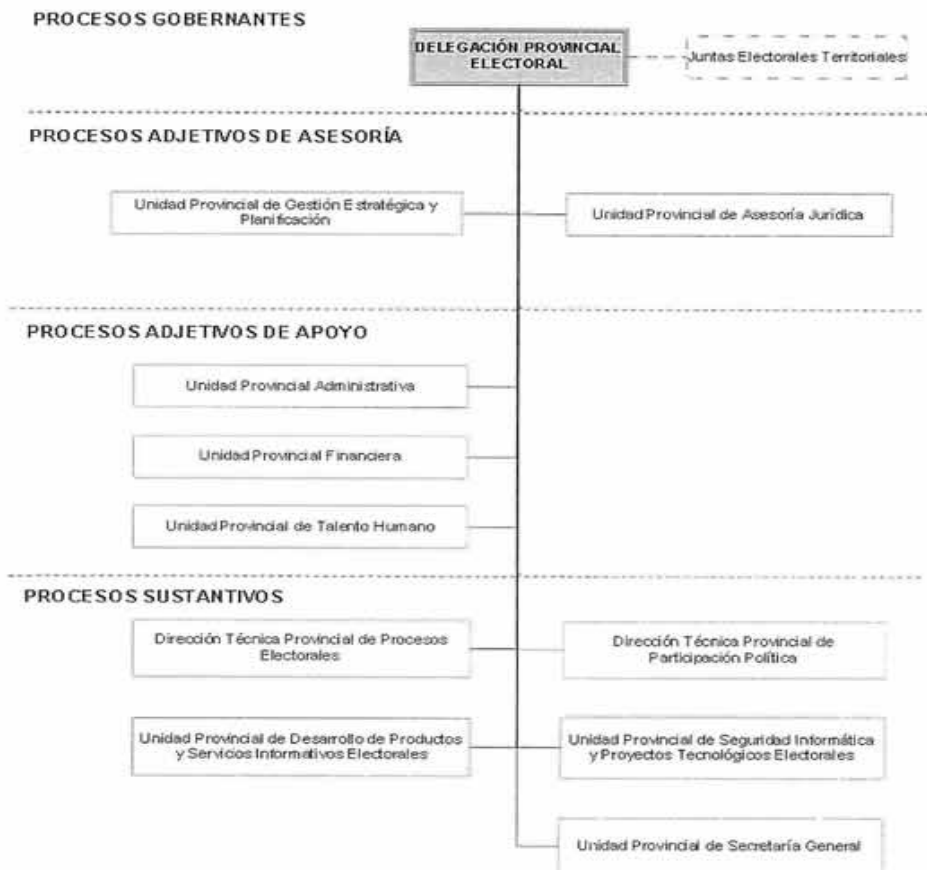 PROCESOS GOBERNANTES
DELEGACIÓN PROVINCIAL
ELECTORAL
Juntas Electorales Territoriales
PROCESOS ADJETIVOS DE ASESORÍA
Unidad Provincial de Gestión Estratégica y
Planificación
Unidad Provincial de Asesoría Jurídica
PROCESOS ADJETIVOS DE APOYO
Unidad Provincial Administrativa
Unidad Provincial Financiera
Unidad Provincial de Talento Humano
PROCESOS SUSTANTIVOS
Dirección Técnica Provincial de Procesos
Electorales
Dirección Técnica Provincial de
Participación Política
Unidad Provincial de Desarrollo de Productos
y Servicios Informativos Electorales
Unidad Provincial de Seguridad Informática
y Proyectos Tecnológicos Electorales
Unidad Provincial de Secretaría General